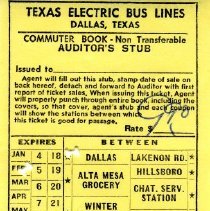 TEXAS ELECTRIC BUS LINES
DALLAS, TEXAS
COMMUTER BOOK - Non Transferable
AUDITOR'S STUB
Issued to
Agent will fill out this stub, stamp date of sale on
back hereof, detach and forward to Auditor with first
report of ticket sales. When issuing this ticket, Agent
will punch through entire book, including the
covers, so that cover, agent's stub and each coupon
will show the stations between which
this ticket is good for passage.
Rate $
EXPIRES BETWEEN
JAN 4 18 DALLAS LAKENON RD.
FEB 5 19 ALTA MESA GROCERY HILLSBORO
MAR 6 20 CHAT. SERV. STATION
APR 7 21 WINTER